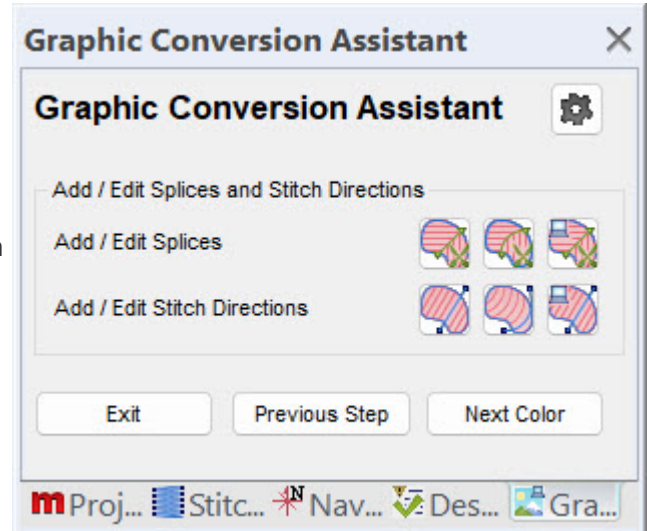 Graphic Conversion Assistant
Graphic Conversion Assistant
Add / Edit Splices and Stitch Directions
Add / Edit Splices
Add / Edit Stitch Directions
Exit Previous Step Next Color
m Proj... Stitc... N Nav... Des... Gra...